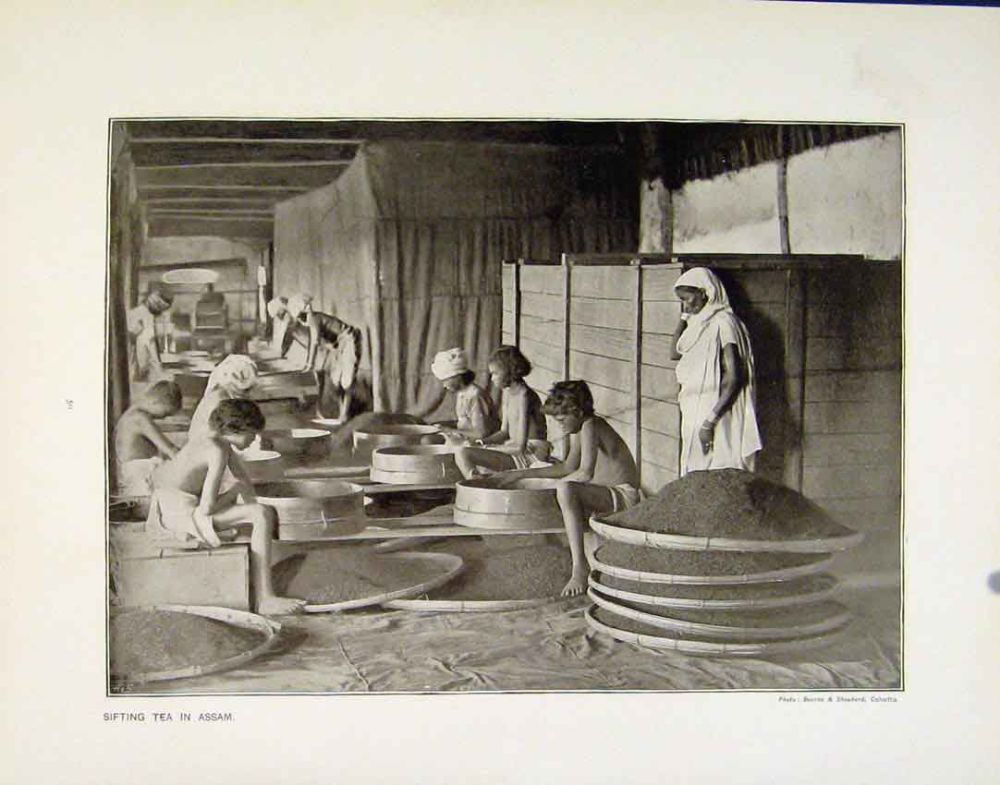 SIFTING TEA IN ASSAM.
Photo: Bourne & Shepherd, Calcutta.